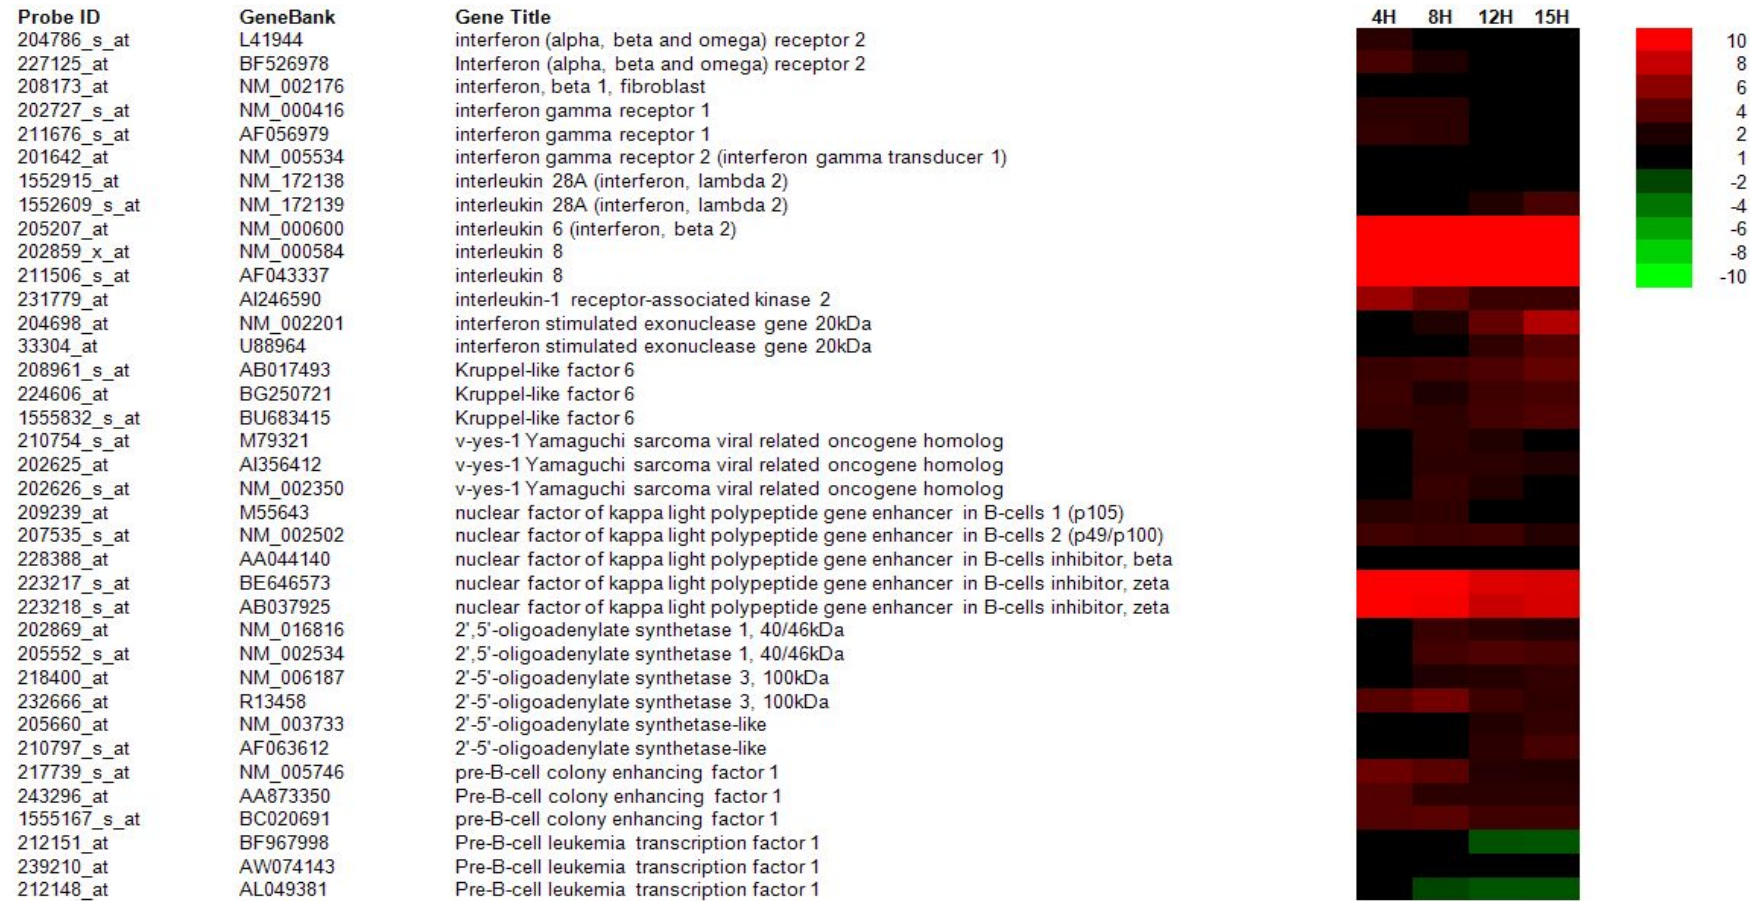 Probe ID GeneBank Gene Title 4H 8H 12H 15H
204786_s_at L41944 interferon (alpha, beta and omega) receptor 2
227125_at BF526978 Interferon (alpha, beta and omega) receptor 2
208173_at NM_002176 interferon, beta 1, fibroblast
202727_s_at NM_000416 interferon gamma receptor 1
211676_s_at AF056979 interferon gamma receptor 1
201642_at NM_005534 interferon gamma receptor 2 (interferon gamma transducer 1)
1552915_at NM_172138 interleukin 28A (interferon, lambda 2)
1552609_s_at NM_172139 interleukin 28A (interferon, lambda 2)
205207_at NM_000600 interleukin 6 (interferon, beta 2)
202859_x_at NM_000584 interleukin 8
211506_s_at AF043337 interleukin 8
231779_at AI246590 interleukin-1 receptor-associated kinase 2
204698_at NM_002201 interferon stimulated exonuclease gene 20kDa
33304_at U88964 interferon stimulated exonuclease gene 20kDa
208961_s_at AB017493 Kruppel-like factor 6
224606_at BG250721 Kruppel-like factor 6
1555832_s_at BU683415 Kruppel-like factor 6
210754_s_at M79321 v-yes-1 Yamaguchi sarcoma viral related oncogene homolog
202625_at AI356412 v-yes-1 Yamaguchi sarcoma viral related oncogene homolog
202626_s_at NM_002350 v-yes-1 Yamaguchi sarcoma viral related oncogene homolog
209239_at M55643 nuclear factor of kappa light polypeptide gene enhancer in B-cells 1 (p105)
207535_s_at NM_002502 nuclear factor of kappa light polypeptide gene enhancer in B-cells 2 (p49/p100)
228388_at AA044140 nuclear factor of kappa light polypeptide gene enhancer in B-cells inhibitor, beta
223217_s_at BE646573 nuclear factor of kappa light polypeptide gene enhancer in B-cells inhibitor, zeta
223218_s_at AB037925 nuclear factor of kappa light polypeptide gene enhancer in B-cells inhibitor, zeta
202869_at NM_016816 2',5'-oligoadenylate synthetase 1, 40/46kDa
205552_s_at NM_002534 2',5'-oligoadenylate synthetase 1, 40/46kDa
218400_at NM_006187 2'-5'-oligoadenylate synthetase 3, 100kDa
232666_at R13458 2'-5'-oligoadenylate synthetase 3, 100kDa
205660_at NM_003733 2'-5'-oligoadenylate synthetase-like
210797_s_at AF063612 2'-5'-oligoadenylate synthetase-like
217739_s_at NM_005746 pre-B-cell colony enhancing factor 1
243296_at AA873350 Pre-B-cell colony enhancing factor 1
1555167_s_at BC020691 pre-B-cell colony enhancing factor 1
212151_at BF967998 Pre-B-cell leukemia transcription factor 1
239210_at AW074143 Pre-B-cell leukemia transcription factor 1
212148_at AL049381 Pre-B-cell leukemia transcription factor 1
10
8
6
4
2
1
-2
-4
-6
-8
-10